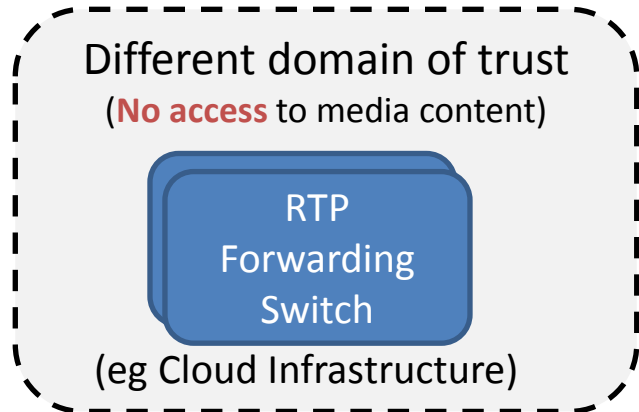 Different domain of trust
(No access to media content)
RTP
Forwarding
Switch
(eg Cloud Infrastructure)